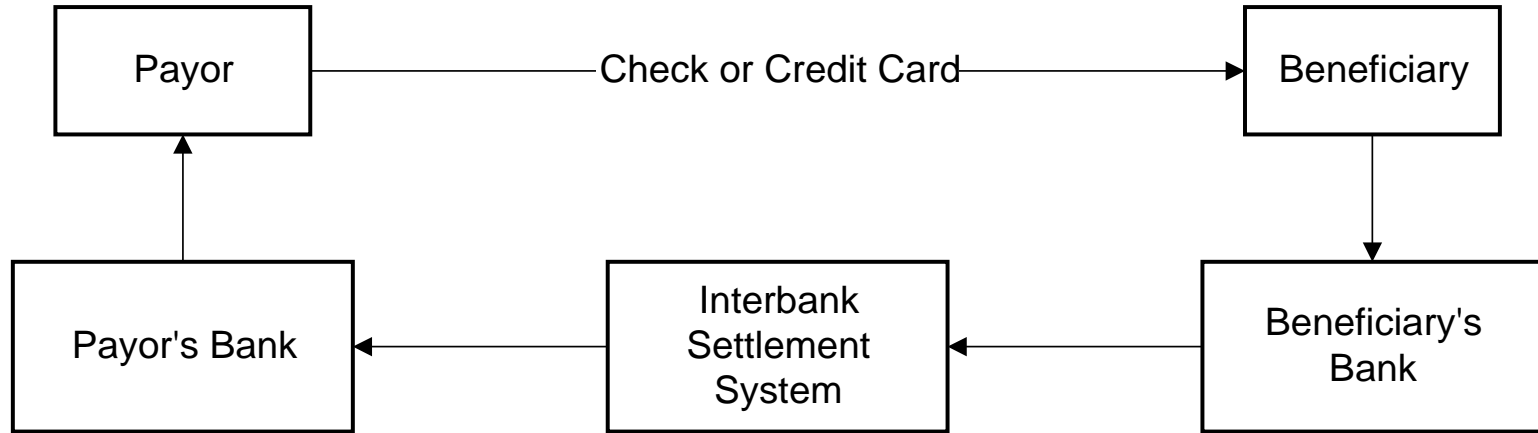 Payor
Check or Credit Card
Beneficiary
Payor's Bank
Interbank
Settlement
System
Beneficiary's
Bank